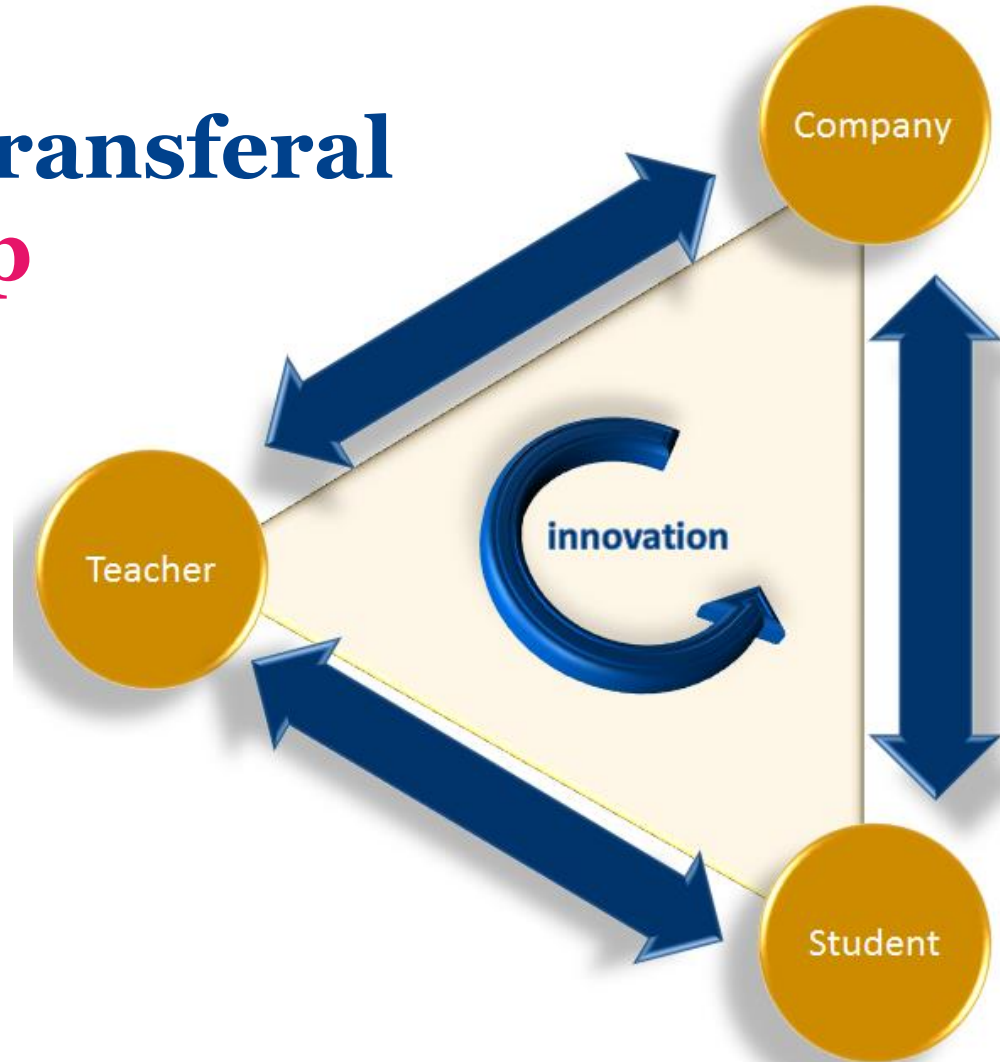 ransferal
p
Company
innovation
Teacher
Student